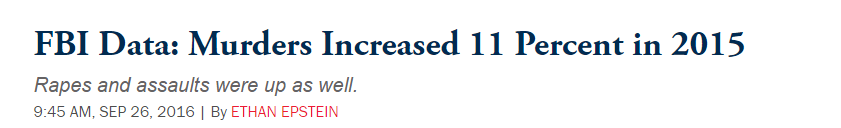 FBI Data: Murders Increased 11 Percent in 2015
Rapes and assaults were up as well.
9:45 AM, SEP 26, 2016 | By ETHAN EPSTEIN